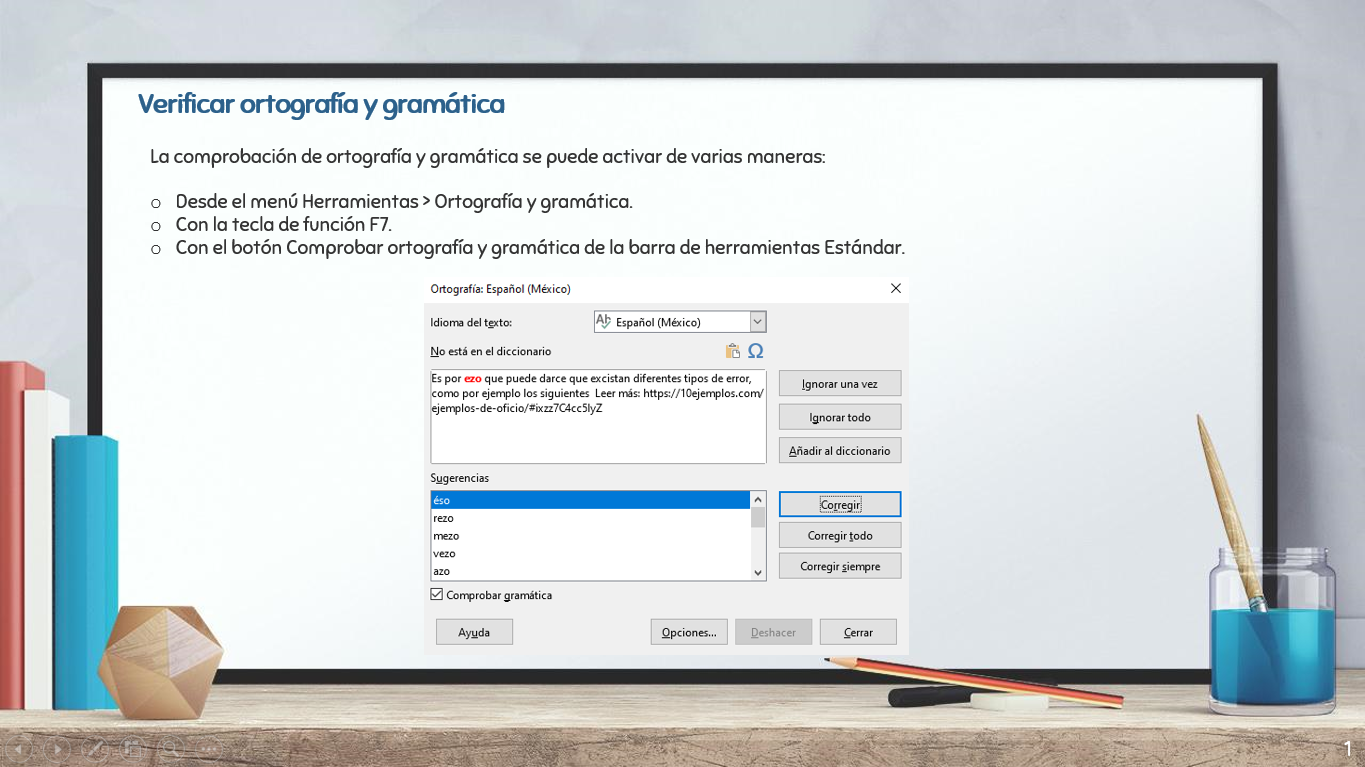 Verificar ortografía y gramática
La comprobación de ortografía y gramática se puede activar de varias maneras:
o Desde el menú Herramientas > Ortografía y gramática.
o Con la tecla de función F7.
o Con el botón Comprobar ortografía y gramática de la barra de herramientas Estándar.
Ortografía: Español (México)
Idioma del texto: Español (México)
No está en el diccionario
Es por ezo que puede darce que excistan diferentes tipos de error,
como por ejemplo los siguientes  Leer más: https://10ejemplos.com/
ejemplos-de-oficio/#ixzz7C4cc5IyZ
Ignorar una vez
Ignorar todo
Añadir al diccionario
Sugerencias
éso
rezo
mezo
vezo
azo
Corregir
Corregir todo
Corregir siempre
Comprobar gramática
Ayuda
Opciones...
Deshacer
Cerrar
1